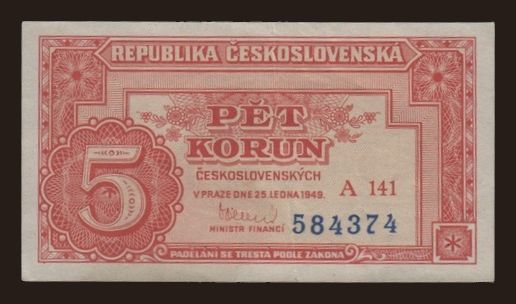 REPUBLIKA ČESKOSLOVENSKÁ
PĚT
KORUN
5
ČESKOSLOVENSKÝCH
V PRAZE DNE 25. LEDNA 1949.
A 141
584374
MINISTR FINANCÍ
PADĚLÁNÍ SE TRESTÁ PODLE ZÁKONA